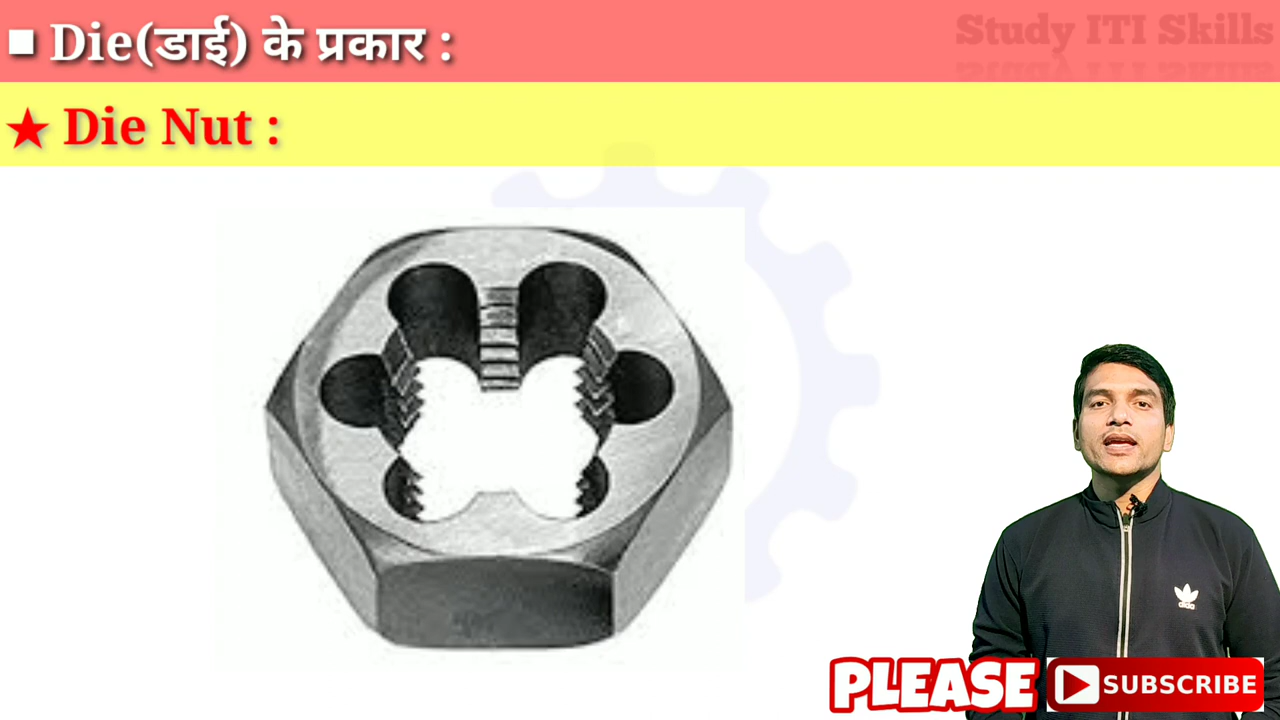 ■ Die(डाई) के प्रकार :
Study ITI Skills
★ Die Nut :
PLEASE
SUBSCRIBE